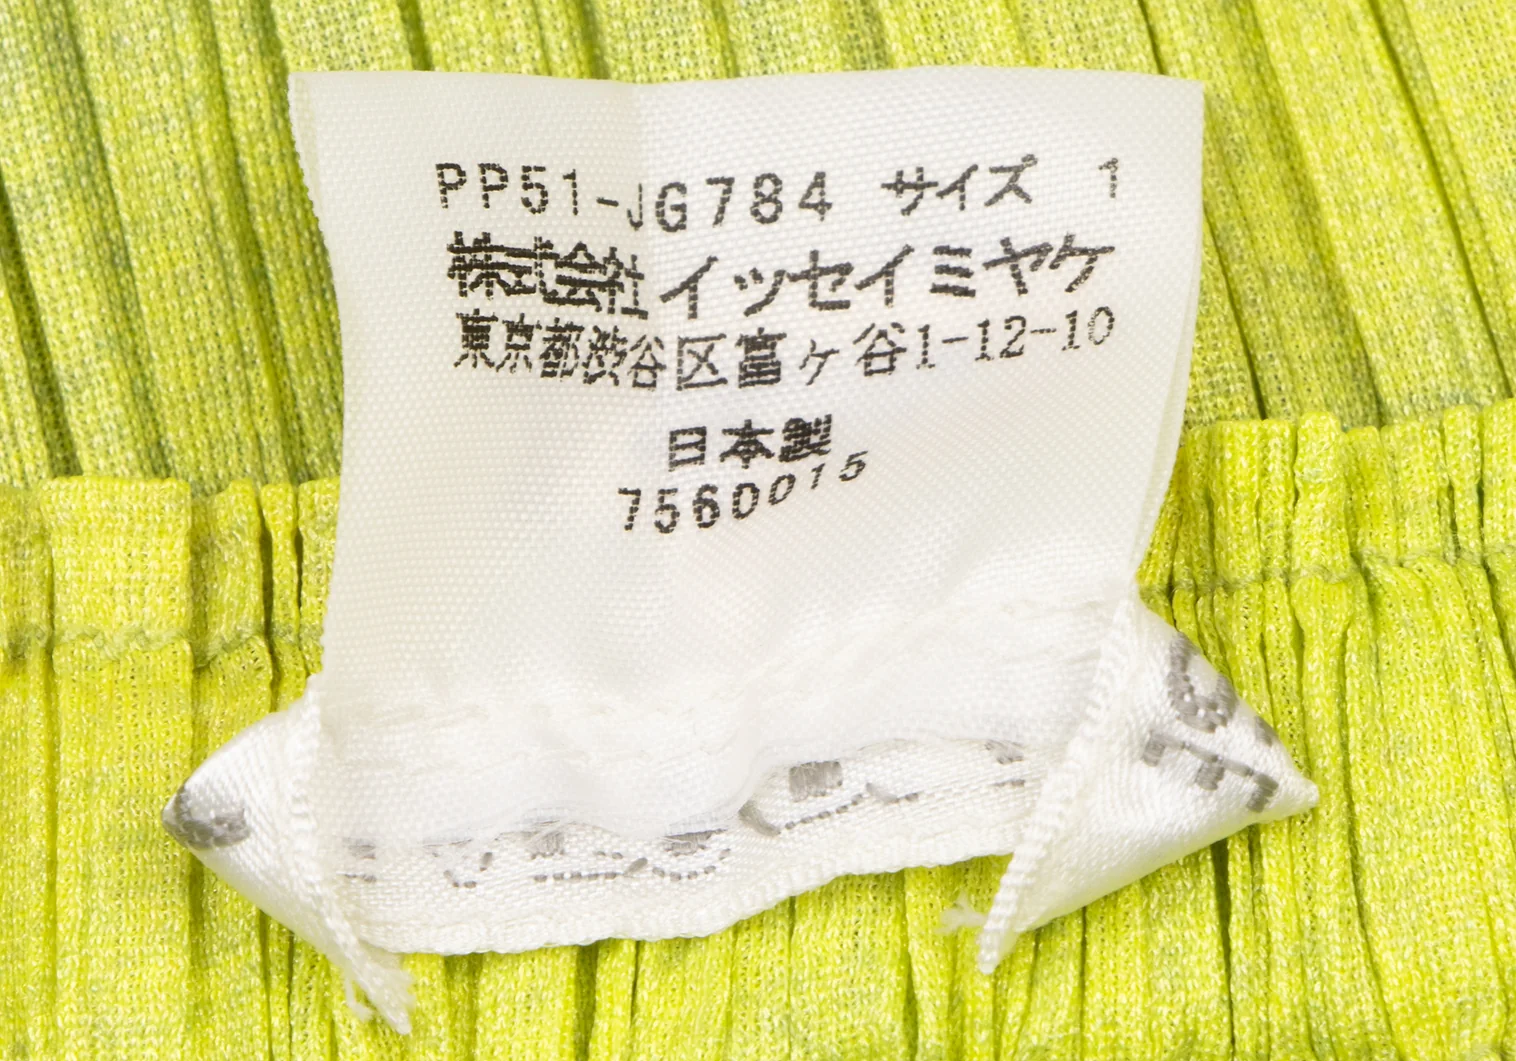 PP51-JG784 サイズ 1
株式会社イッセイミヤケ
東京都渋谷区富ヶ谷1-12-10
日本製
7560015